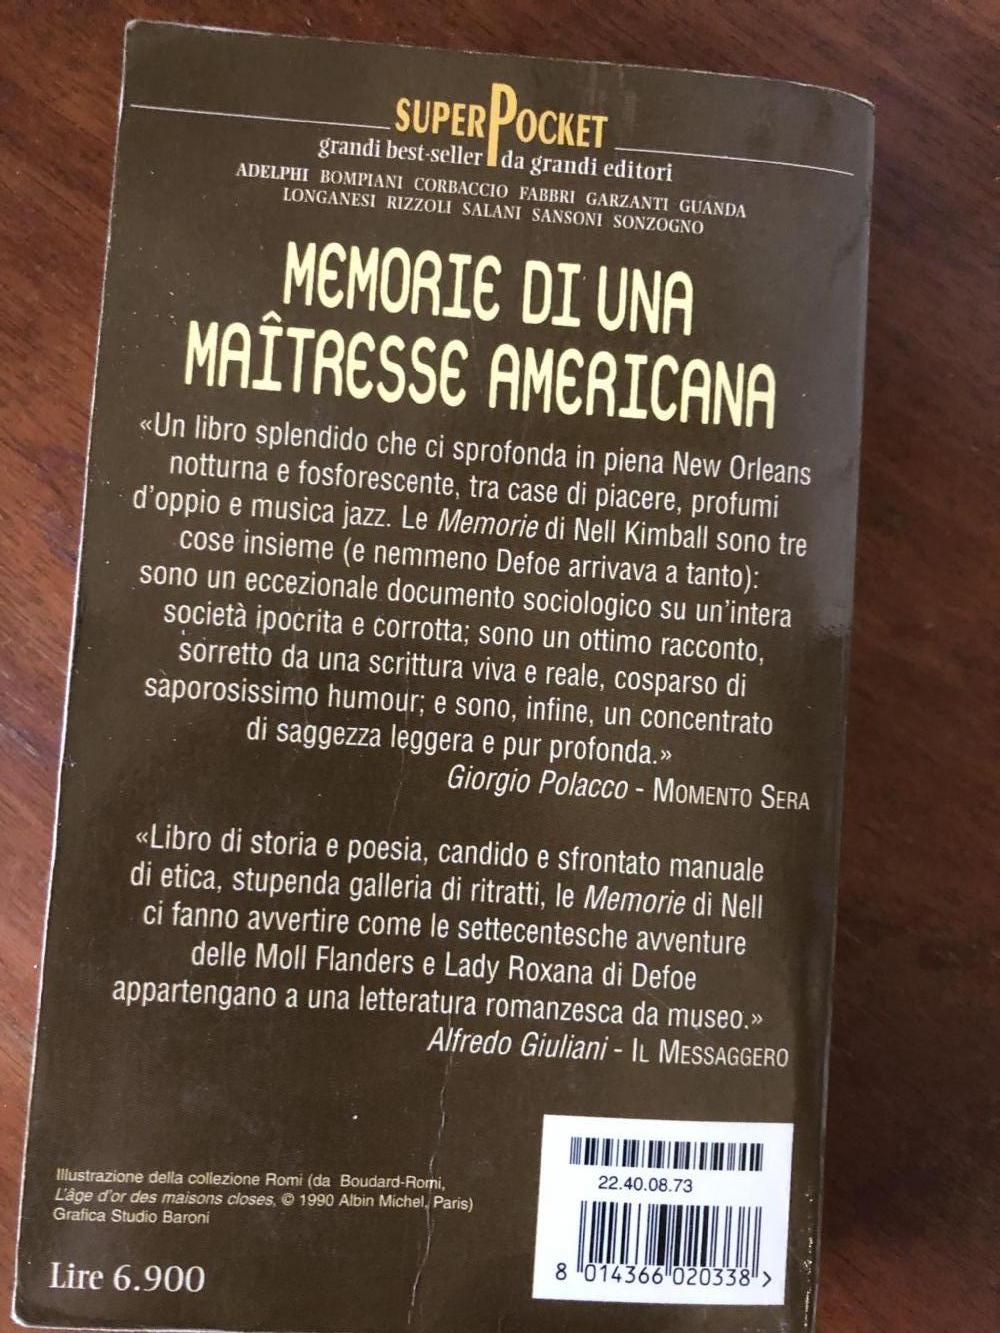 SUPERPOCKET
grandi best-seller da grandi editori
ADELPHI BOMPIANI CORBACCIO FABBRI GARZANTI GUANDA
LONGANESI RIZZOLI SALANI SANSONI SONZOGNO
MEMORIE DI UNA
MAÎTRESSE AMERICANA
«Un libro splendido che ci sprofonda in piena New Orleans
notturna e fosforescente, tra case di piacere, profumi
d'oppio e musica jazz. Le Memorie di Nell Kimball sono tre
cose insieme (e nemmeno Defoe arrivava a tanto):
sono un eccezionale documento sociologico su un'intera
società ipocrita e corrotta; sono un ottimo racconto,
sorretto da una scrittura viva e reale, cosparso di
saporosissimo humour; e sono, infine, un concentrato
di saggezza leggera e pur profonda.»
Giorgio Polacco - MOMENTO SERA
«Libro di storia e poesia, candido e sfrontato manuale
di etica, stupenda galleria di ritratti, le Memorie di Nell
ci fanno avvertire come le settecentesche avventure
delle Moll Flanders e Lady Roxana di Defoe
appartengano a una letteratura romanzesca da museo.»
Alfredo Giuliani - IL MESSAGGERO
Illustrazione della collezione Romi (da Boudard-Romi,
L'âge d'or des maisons closes, © 1990 Albin Michel, Paris)
Grafica Studio Baroni
Lire 6.900
22.40.08.73
8 014366 020338 >